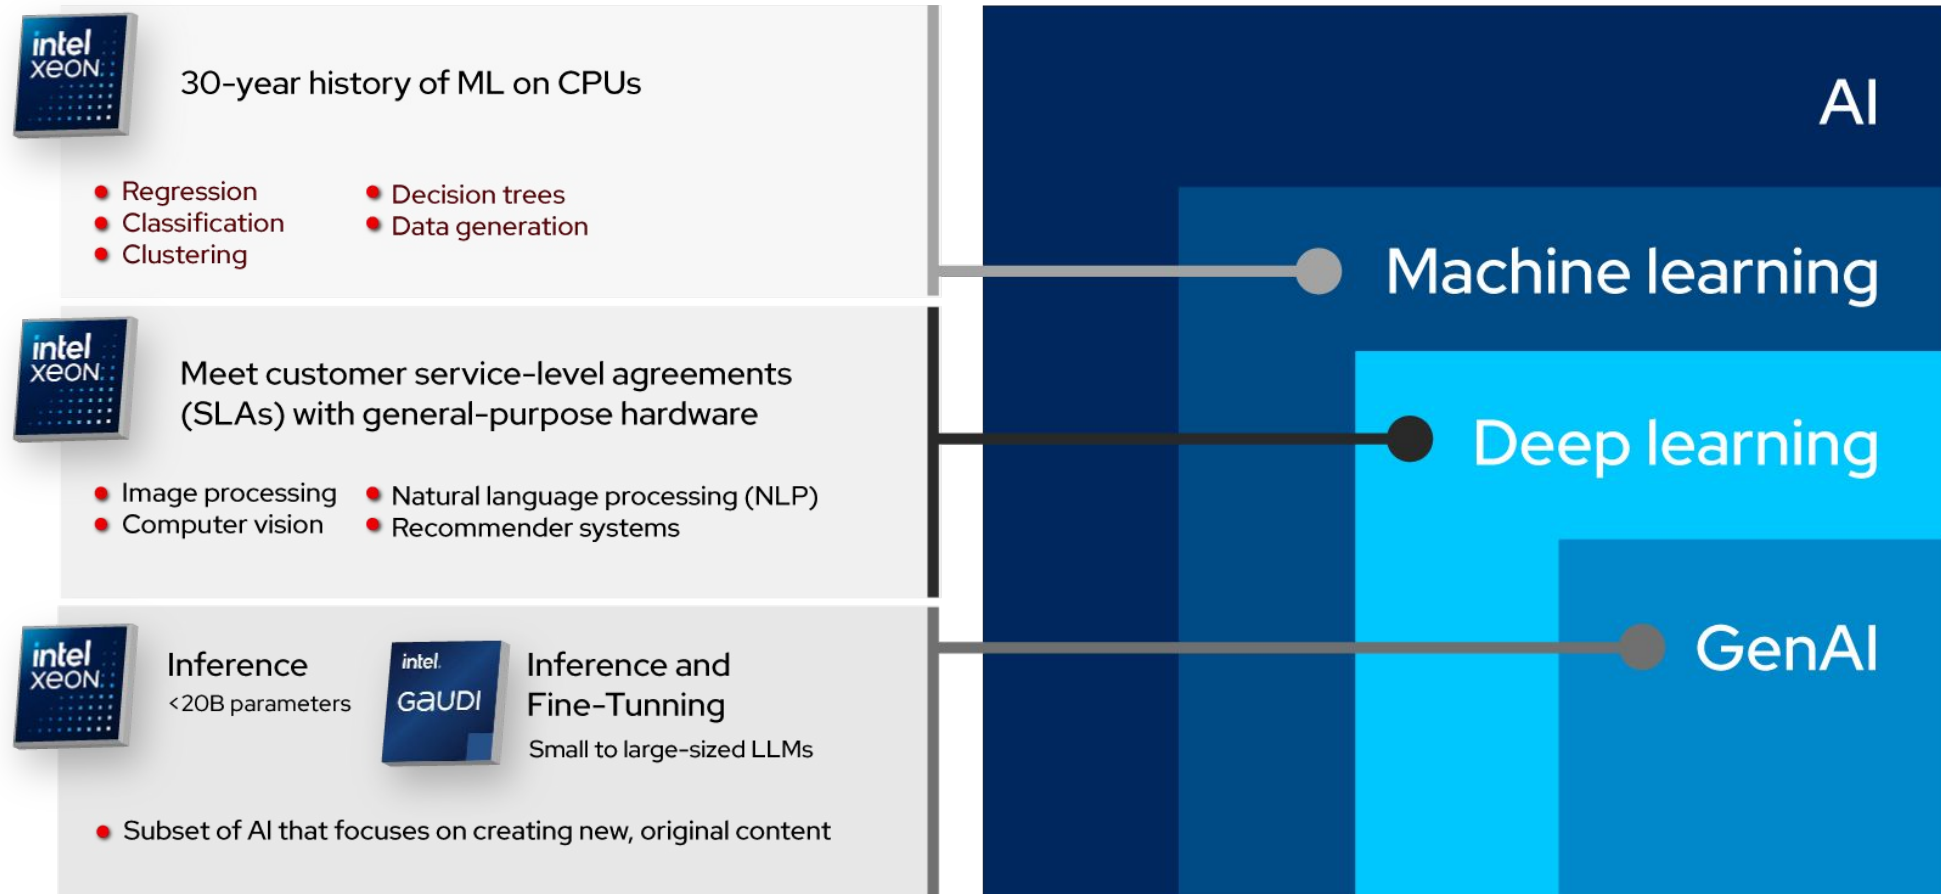 intel
xeon
30-year history of ML on CPUs
Regression
Classification
Clustering
Decision trees
Data generation
intel
xeon
Meet customer service-level agreements
(SLAs) with general-purpose hardware
Image processing
Computer vision
Natural language processing (NLP)
Recommender systems
intel
xeon
Inference
<20B parameters
intel
GAUDI
Inference and
Fine-Tunning
Small to large-sized LLMs
Subset of AI that focuses on creating new, original content
AI
Machine learning
Deep learning
GenAI